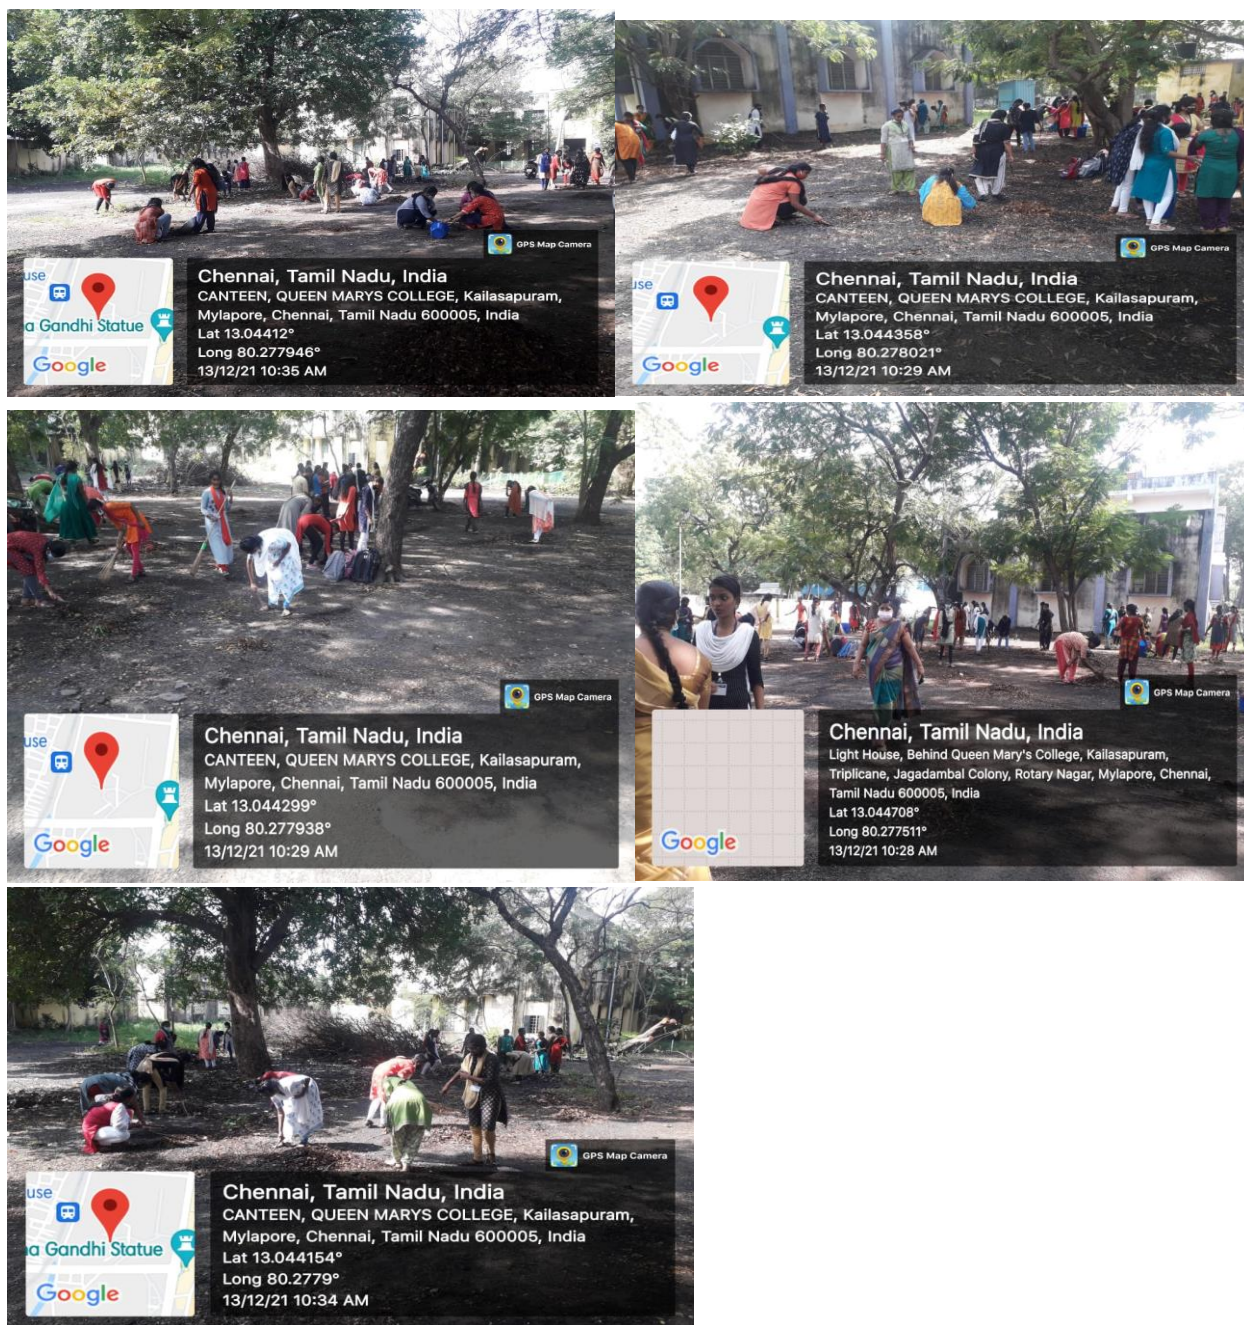 GPS Map Camera
use
a Gandhi Statue
Google
Chennai, Tamil Nadu, India
CANTEEN, QUEEN MARYS COLLEGE, Kailasapuram,
Mylapore, Chennai, Tamil Nadu 600005, India
Lat 13.04412°
Long 80.277946°
13/12/21 10:35 AM
GPS Map Camera
use
Google
Chennai, Tamil Nadu, India
CANTEEN, QUEEN MARYS COLLEGE, Kailasapuram,
Mylapore, Chennai, Tamil Nadu 600005, India
Lat 13.044358°
Long 80.278021°
13/12/21 10:29 AM
GPS Map Camera
use
Google
Chennai, Tamil Nadu, India
CANTEEN, QUEEN MARYS COLLEGE, Kailasapuram,
Mylapore, Chennai, Tamil Nadu 600005, India
Lat 13.044299°
Long 80.277938°
13/12/21 10:29 AM
GPS Map Camera
Google
Chennai, Tamil Nadu, India
Light House, Behind Queen Mary's College, Kailasapuram,
Triplicane, Jagadambal Colony, Rotary Nagar, Mylapore, Chennai,
Tamil Nadu 600005, India
Lat 13.044708°
Long 80.277511°
13/12/21 10:28 AM
GPS Map Camera
use
na Gandhi Statue
Google
Chennai, Tamil Nadu, India
CANTEEN, QUEEN MARYS COLLEGE, Kailasapuram,
Mylapore, Chennai, Tamil Nadu 600005, India
Lat 13.044154°
Long 80.2779°
13/12/21 10:34 AM